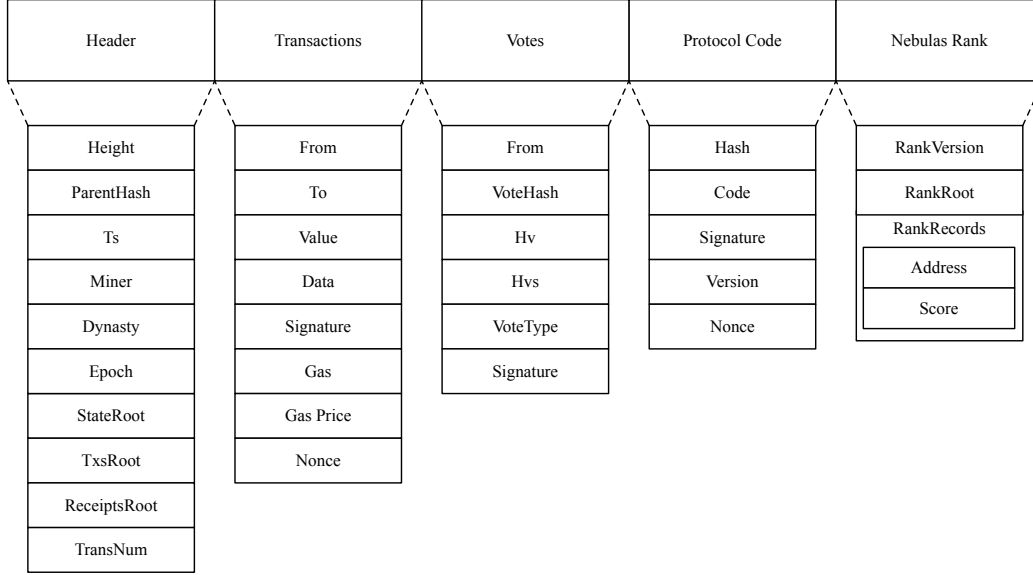 Header
Transactions
Votes
Protocol Code
Nebulas Rank
Height
ParentHash
Ts
Miner
Dynasty
Epoch
StateRoot
TxsRoot
ReceiptsRoot
TransNum
From
To
Value
Data
Signature
Gas
Gas Price
Nonce
From
VoteHash
Hv
Hvs
VoteType
Signature
Hash
Code
Signature
Version
Nonce
RankVersion
RankRoot
RankRecords
Address
Score